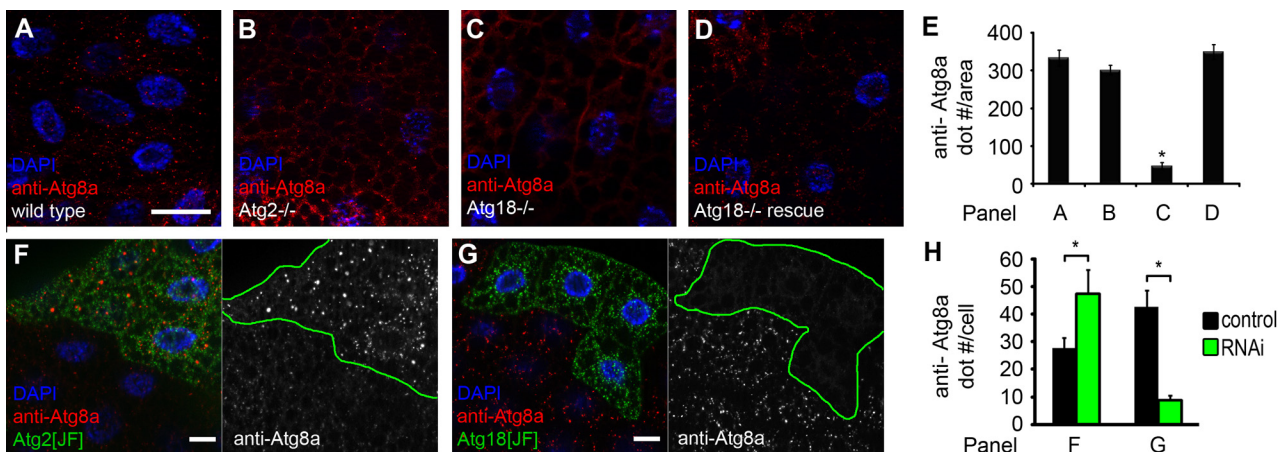 A
DAPI
anti-Atg8a
wild type
B
DAPI
anti-Atg8a
Atg2-/-
C
DAPI
anti-Atg8a
Atg18-/-
D
DAPI
anti-Atg8a
Atg18-/- rescue
E
anti- Atg8a
dot #/area
400
300
200
100
0
*
Panel A B C D
F
DAPI
anti-Atg8a
Atg2[JF]
anti-Atg8a
G
DAPI
anti-Atg8a
Atg18[JF]
anti-Atg8a
H
anti- Atg8a
dot #/cell
60
50
40
30
20
10
0
*
*
control
RNAi
Panel F G